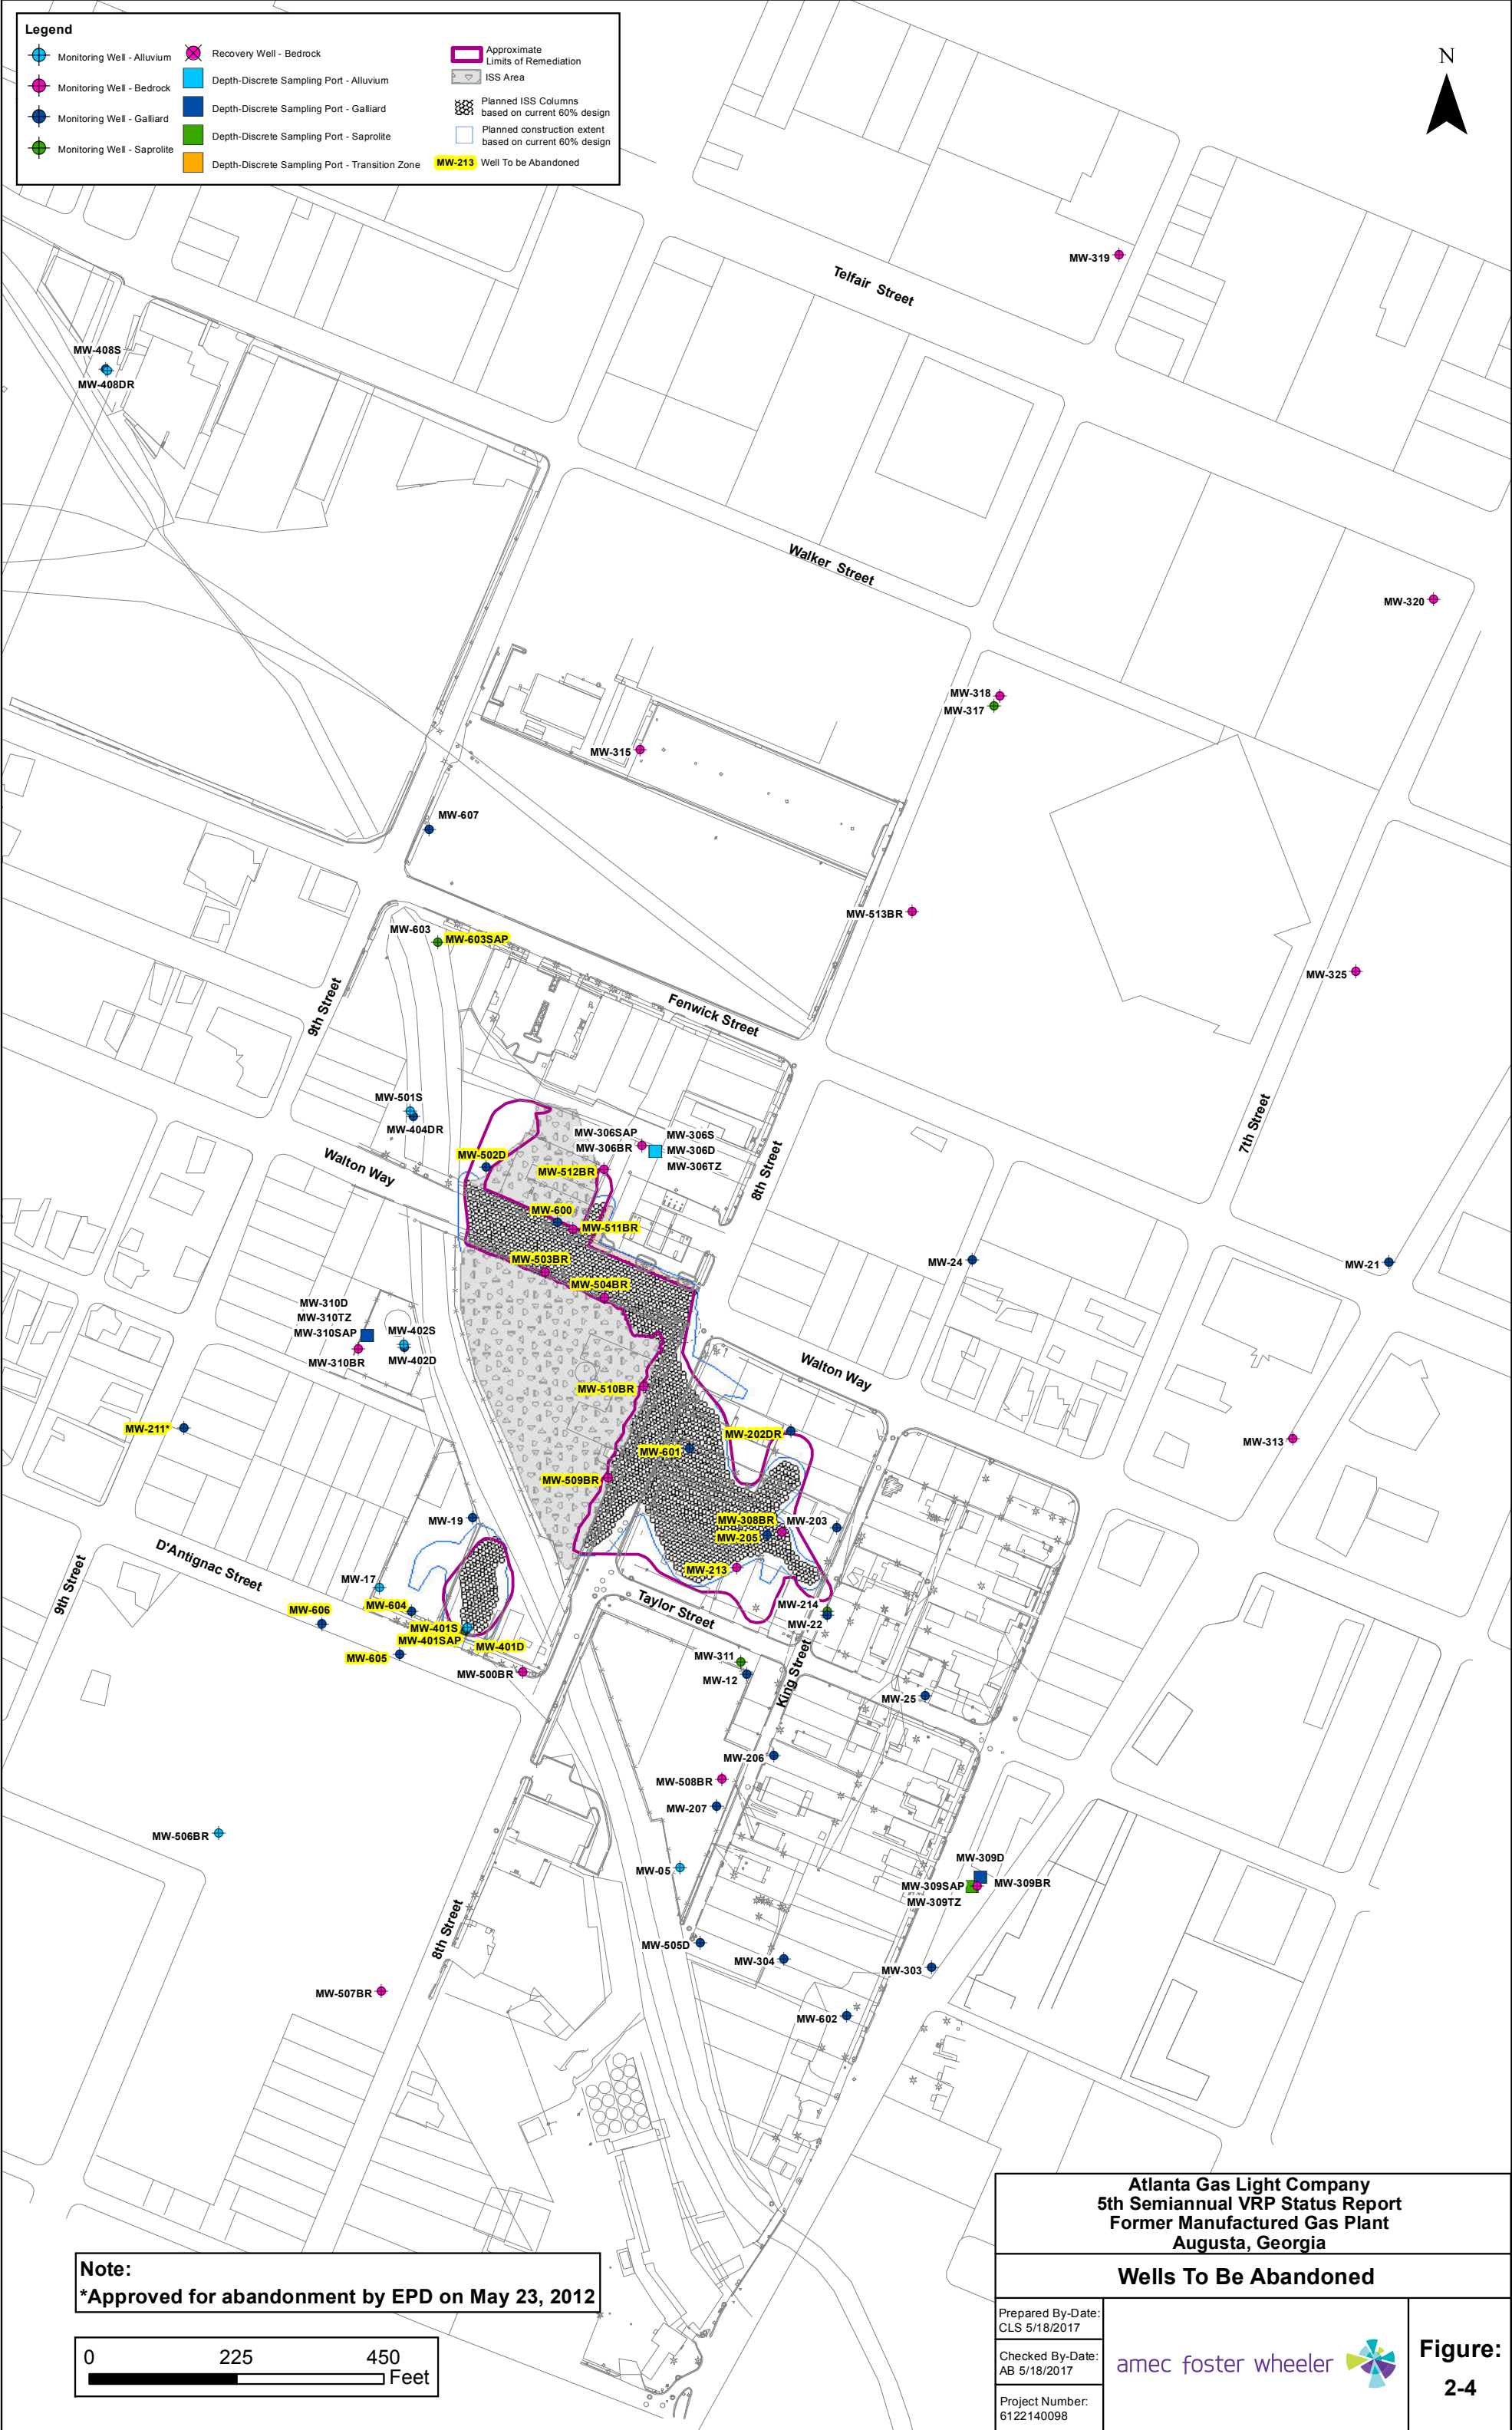 Legend
Monitoring Well - Alluvium
Monitoring Well - Bedrock
Monitoring Well - Galliard
Monitoring Well - Saprolite
Recovery Well - Bedrock
Depth-Discrete Sampling Port - Alluvium
Depth-Discrete Sampling Port - Galliard
Depth-Discrete Sampling Port - Saprolite
Depth-Discrete Sampling Port - Transition Zone
Approximate
Limits of Remediation
ISS Area
Planned ISS Columns
based on current 60% design
Planned construction extent
based on current 60% design
MW-213 Well To be Abandoned
N
MW-319
Telfair Street
MW-408S
MW-408DR
Walker Street
MW-320
MW-318
MW-317
MW-315
MW-607
MW-513BR
MW-603
MW-603SAP
MW-325
9th Street
Fenwick Street
MW-501S
MW-404DR
7th Street
MW-306SAP
MW-306BR
MW-306S
MW-306D
MW-306TZ
8th Street
Walton Way
MW-502D
MW-512BR
MW-600
MW-511BR
MW-503BR
MW-504BR
MW-24
MW-21
MW-310D
MW-310TZ
MW-310SAP
MW-310BR
MW-402S
MW-402D
Walton Way
MW-510BR
MW-211*
MW-202DR
MW-601
MW-313
MW-509BR
MW-19
MW-308BR
MW-205
MW-203
D'Antignac Street
MW-213
MW-17
9th Street
MW-604
MW-606
MW-401S
MW-401SAP
MW-401D
MW-605
MW-500BR
Taylor Street
MW-214
MW-22
MW-311
MW-12
King Street
MW-25
MW-206
MW-508BR
MW-207
MW-506BR
MW-05
MW-309D
MW-309SAP
MW-309BR
MW-309TZ
8th Street
MW-505D
MW-304
MW-303
MW-507BR
MW-602
Note:
*Approved for abandonment by EPD on May 23, 2012
0 225 450
Feet
Atlanta Gas Light Company
5th Semiannual VRP Status Report
Former Manufactured Gas Plant
Augusta, Georgia
Wells To Be Abandoned
Prepared By-Date:
CLS 5/18/2017
Checked By-Date:
AB 5/18/2017
Project Number:
6122140098
amec foster wheeler
Figure:
2-4